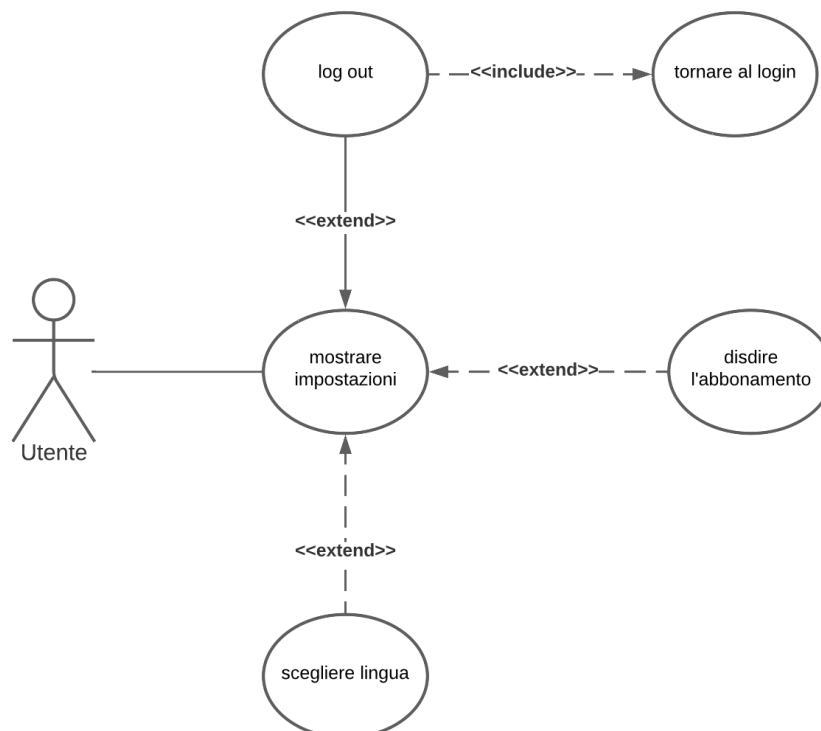 log out
<<include>>
tornare al login
<<extend>>
mostrare
impostazioni
<<extend>>
disdire
l'abbonamento
Utente
<<extend>>
scegliere lingua